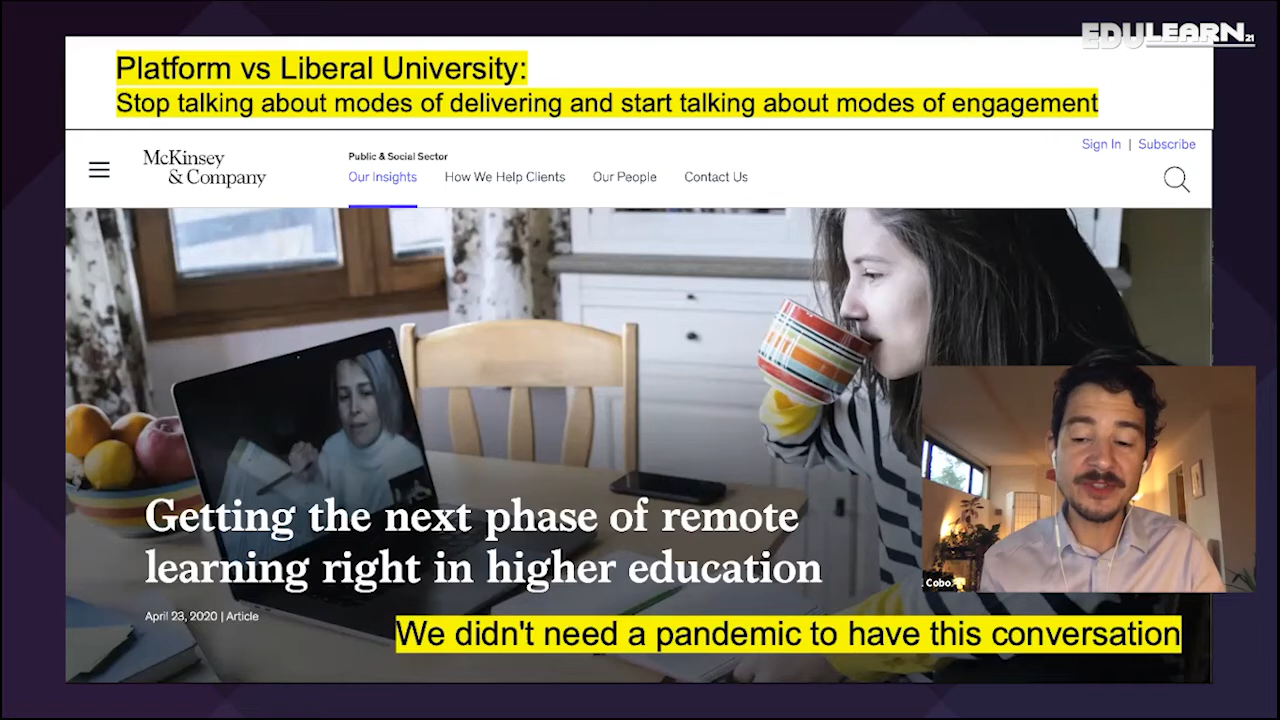 EDULEARN21
Platform vs Liberal University:
Stop talking about modes of delivering and start talking about modes of engagement
Sign In | Subscribe
McKinsey
& Company
Public & Social Sector
Our Insights How We Help Clients Our People Contact Us
Getting the next phase of remote
learning right in higher education
April 23, 2020 | Article
We didn't need a pandemic to have this conversation
Cobo